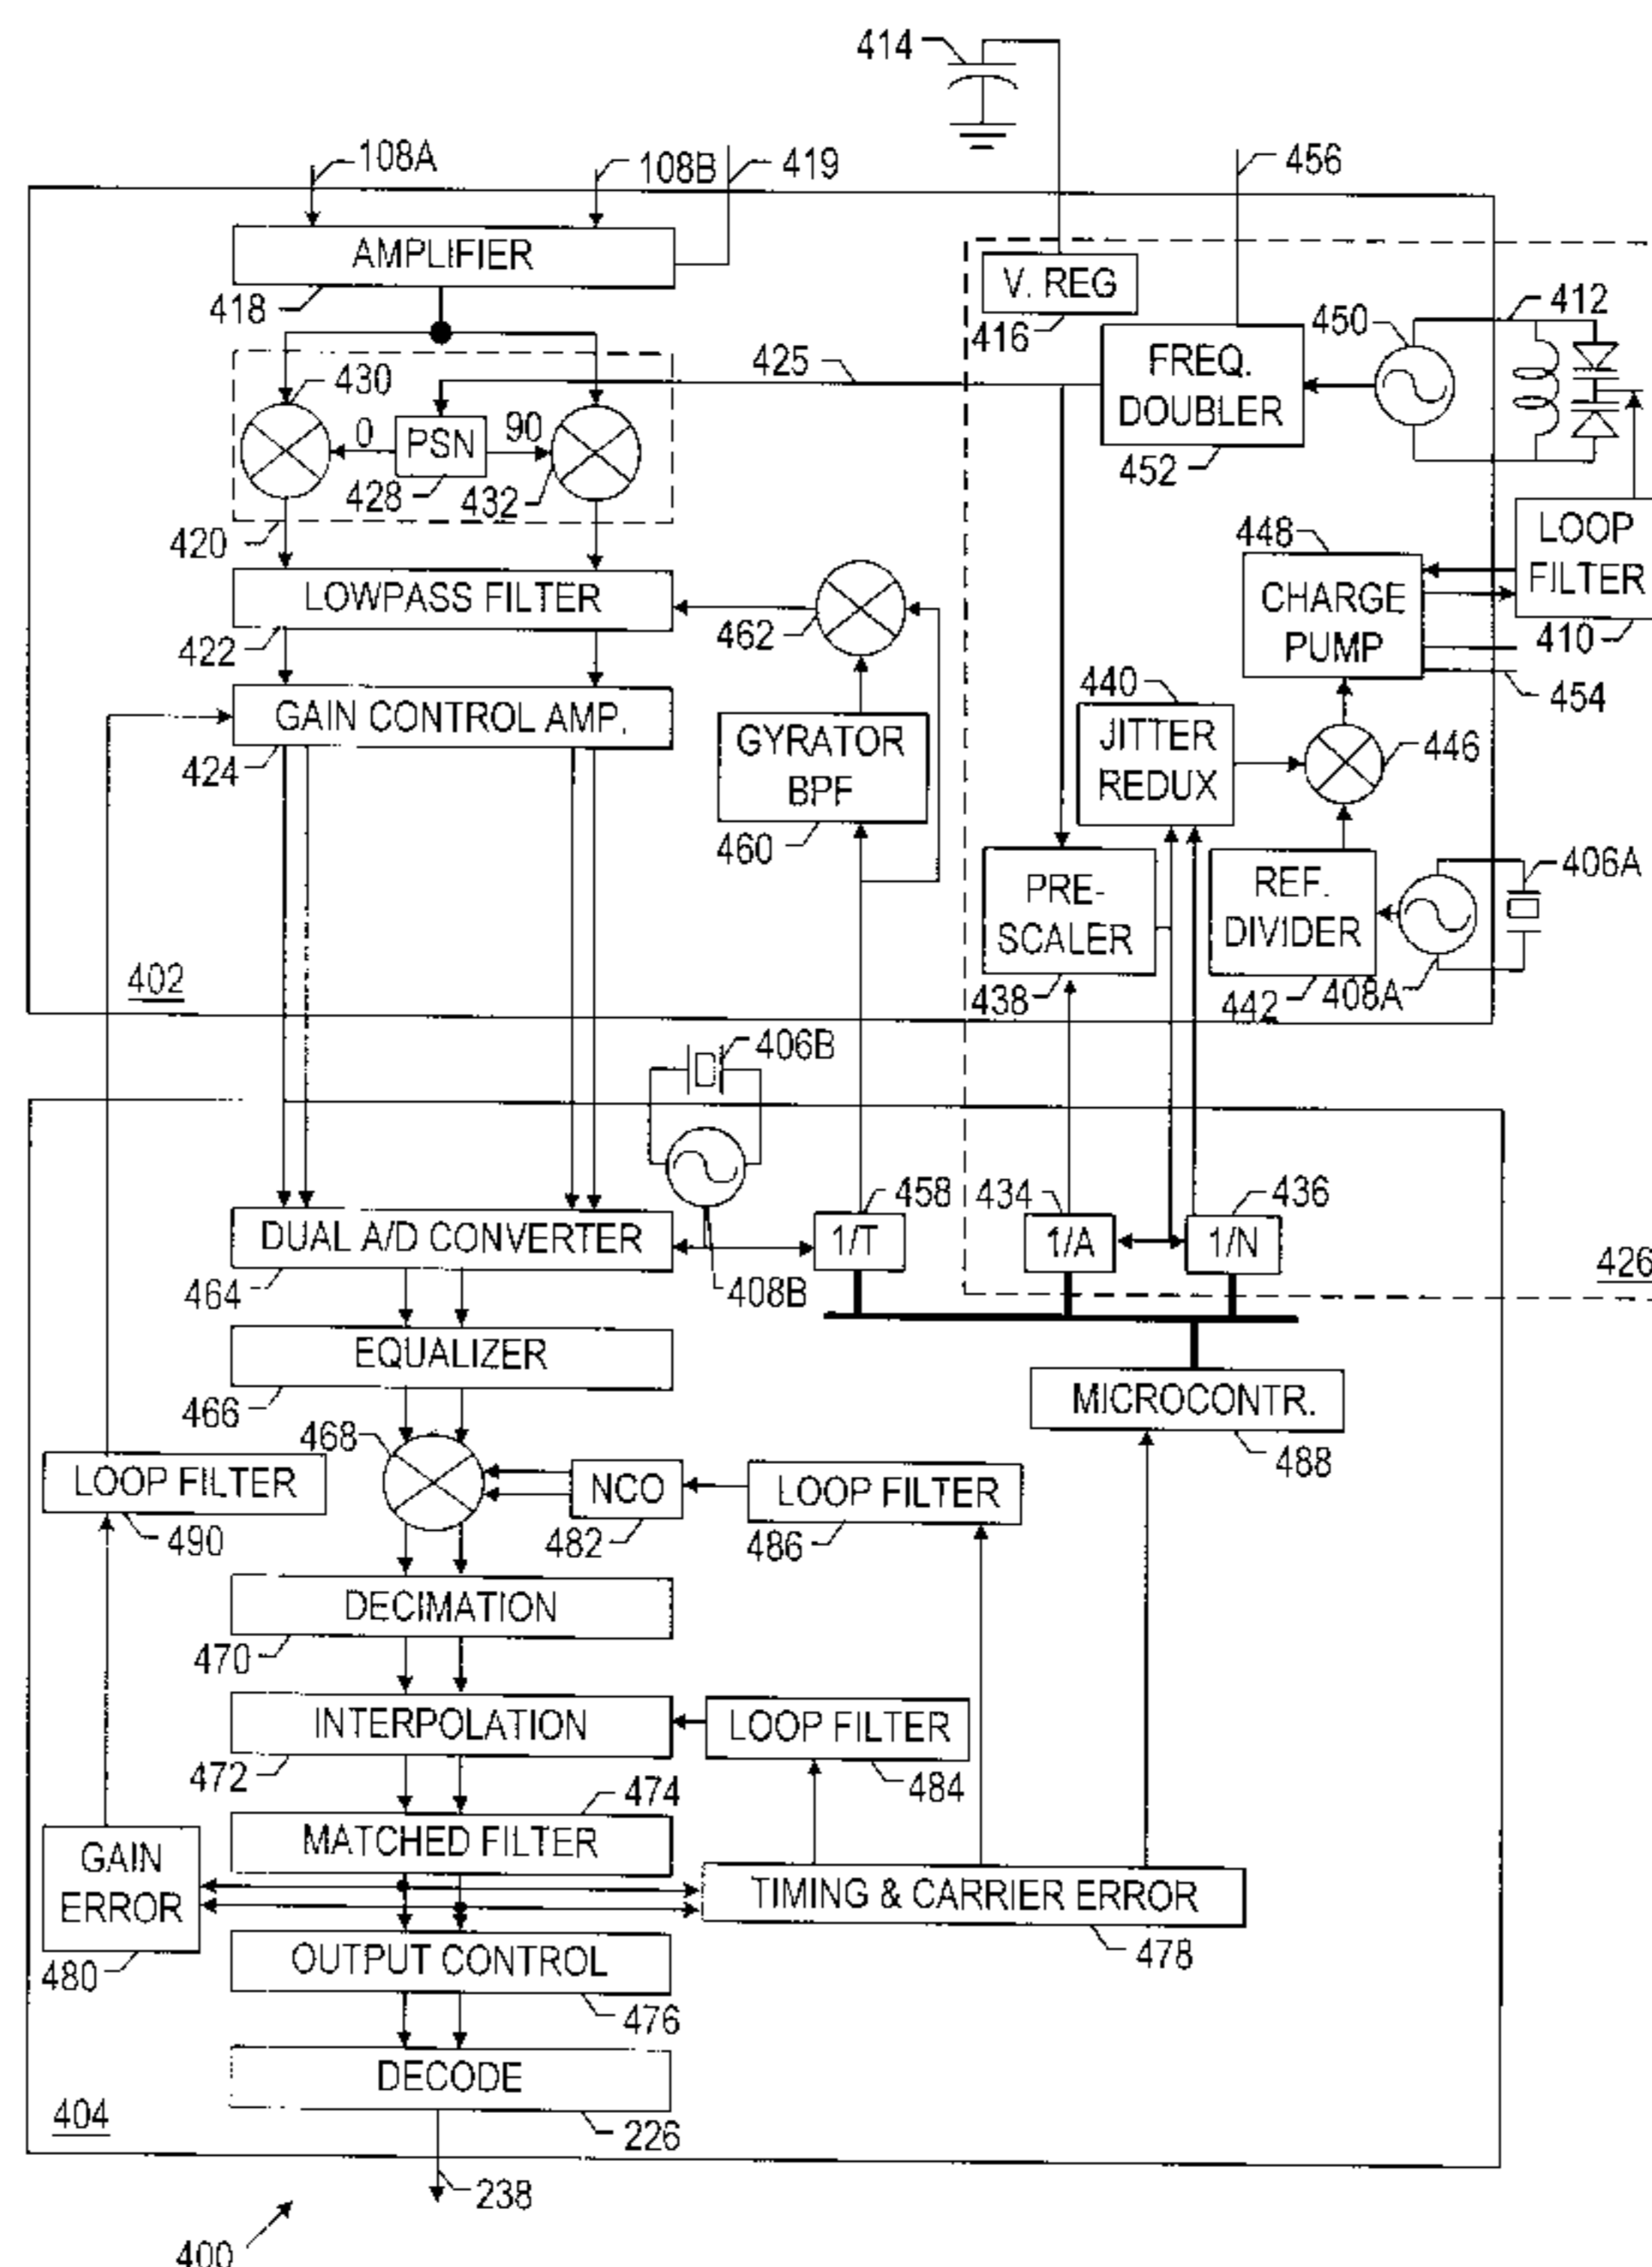 414
108A
108B
419
456
AMPLIFIER
418
V. REG
416
412
450
430
425
FREQ.
DOUBLER
452
0
PSN
90
428
432
420
LOWPASS FILTER
422
462
448
CHARGE
PUMP
LOOP
FILTER
410
454
GAIN CONTROL AMP.
424
GYRATOR
BPF
460
440
JITTER
REDUX
446
PRE-
SCALER
438
REF.
DIVIDER
442
408A
406A
402
406B
458
434
436
DUAL A/D CONVERTER
464
1/T
1/A
1/N
408B
426
EQUALIZER
466
MICROCONTR.
488
468
LOOP FILTER
490
NCO
482
LOOP FILTER
486
DECIMATION
470
INTERPOLATION
472
LOOP FILTER
484
474
MATCHED FILTER
GAIN
ERROR
480
TIMING & CARRIER ERROR
478
OUTPUT CONTROL
476
DECODE
226
404
238
400